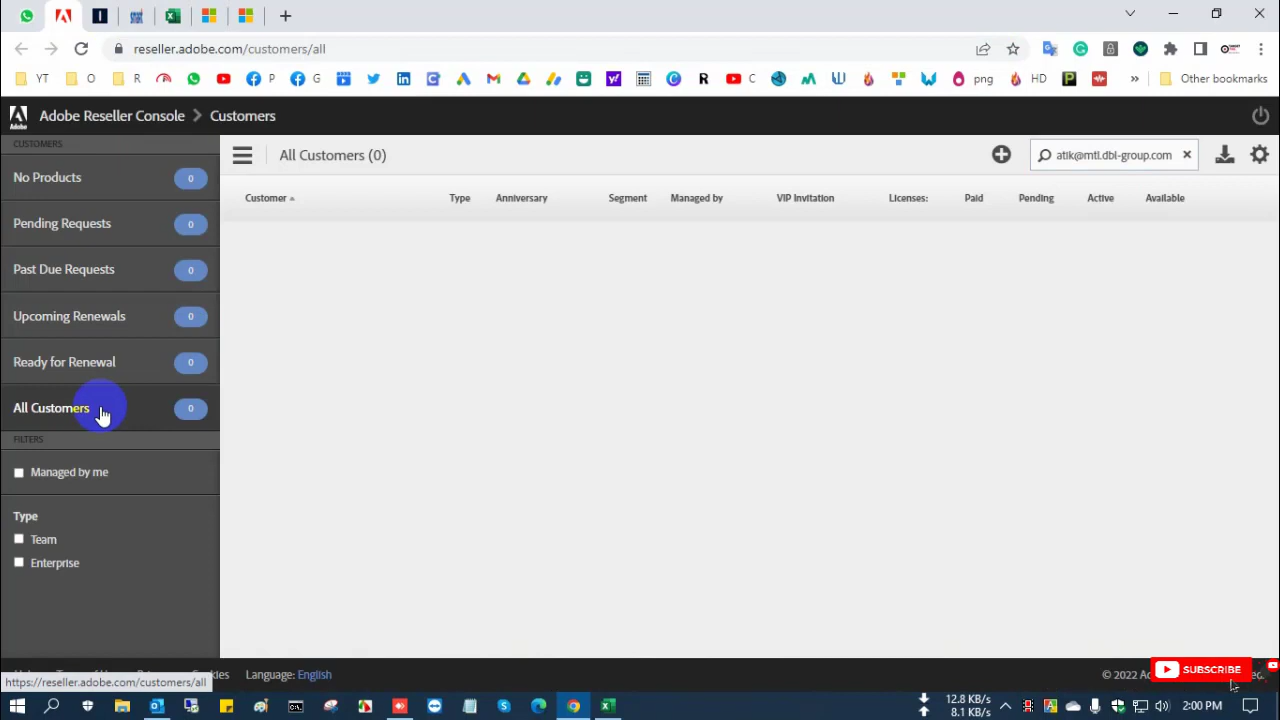 reseller.adobe.com/customers/all
YT
O
R
P
G
C
png
HD
Other bookmarks
Adobe
Adobe Reseller Console
Customers
CUSTOMERS
No Products 0
Pending Requests 0
Past Due Requests 0
Upcoming Renewals 0
Ready for Renewal 0
All Customers 0
FILTERS
Managed by me
Type
Team
Enterprise
All Customers (0)
atik@mtl.dbl-group.com
Customer
Type
Anniversary
Segment
Managed by
VIP Invitation
Licenses:
Paid
Pending
Active
Available
Language: English
© 2022
SUBSCRIBE
https://reseller.adobe.com/customers/all
12.8 KB/s
18.1 KB/s
2:00 PM